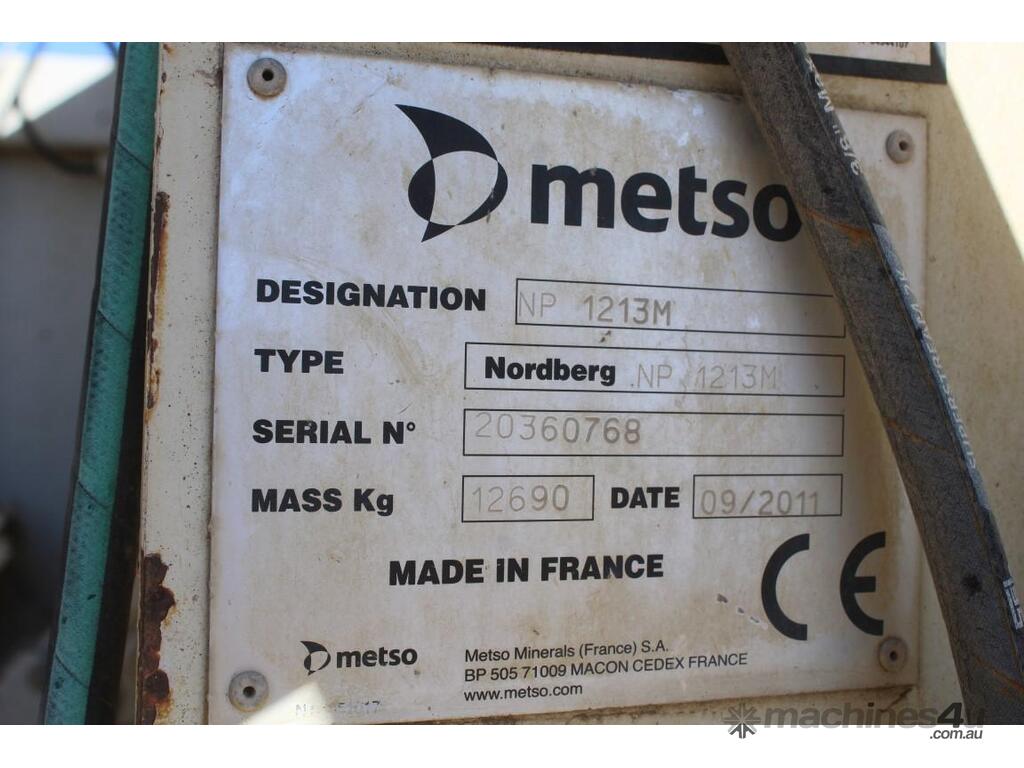 metso
DESIGNATION NP 1213M
TYPE Nordberg NP 1213M
SERIAL N° 20360768
MASS Kg 12690 DATE 09/2011
MADE IN FRANCE CE
metso
Metso Minerals (France) S.A.
BP 505 71009 MACON CEDEX FRANCE
www.metso.com
machines4u
.com.au